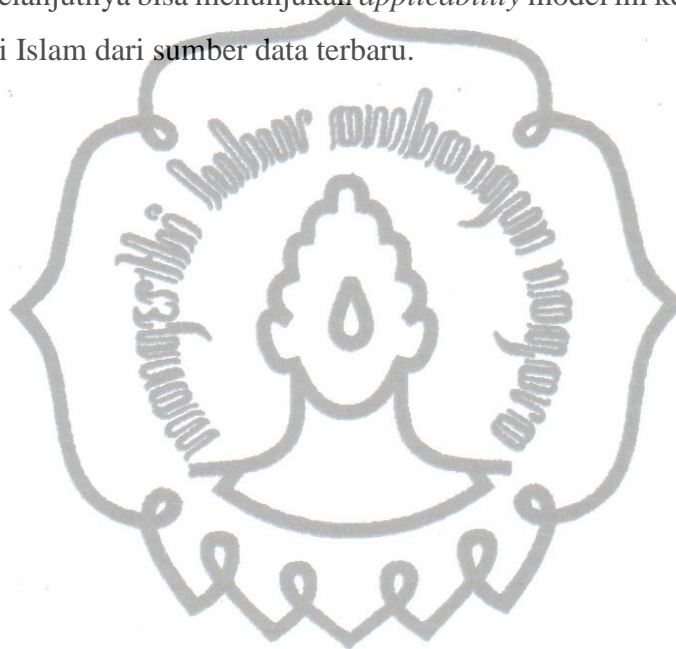 elanjutnya bisa menunjukan applicability model ini ke
i Islam dari sumber data terbaru.
mangesthi luhur ambangun nagara